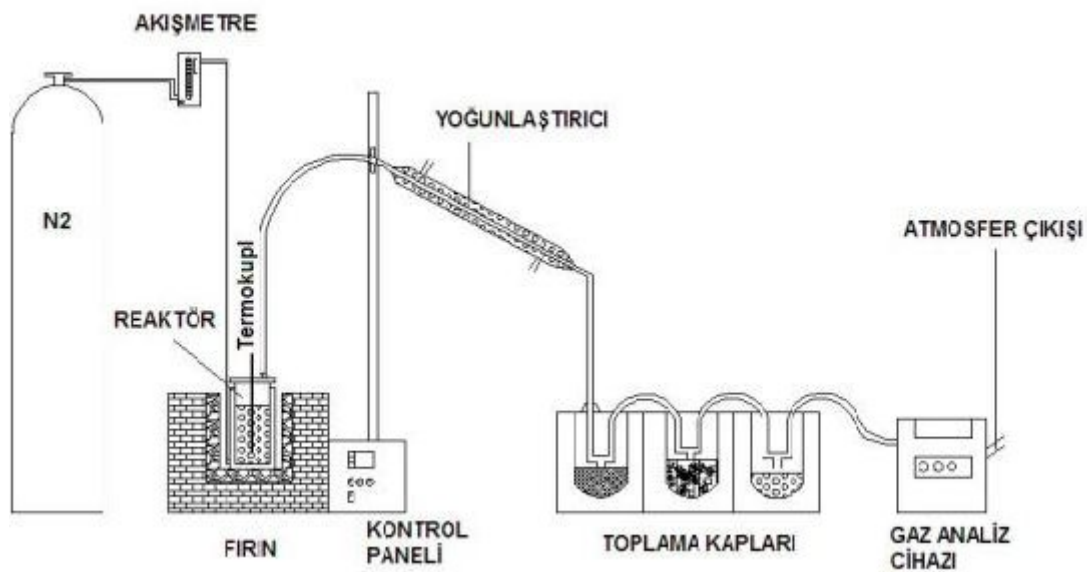 AKIŞMETRE
YOĞUNLAŞTIRICI
N2
ATMOSFER ÇIKIŞI
Termokupl
REAKTÖR
FIRIN
KONTROL
PANELİ
TOPLAMA KAPLARI
GAZ ANALİZ
CİHAZI